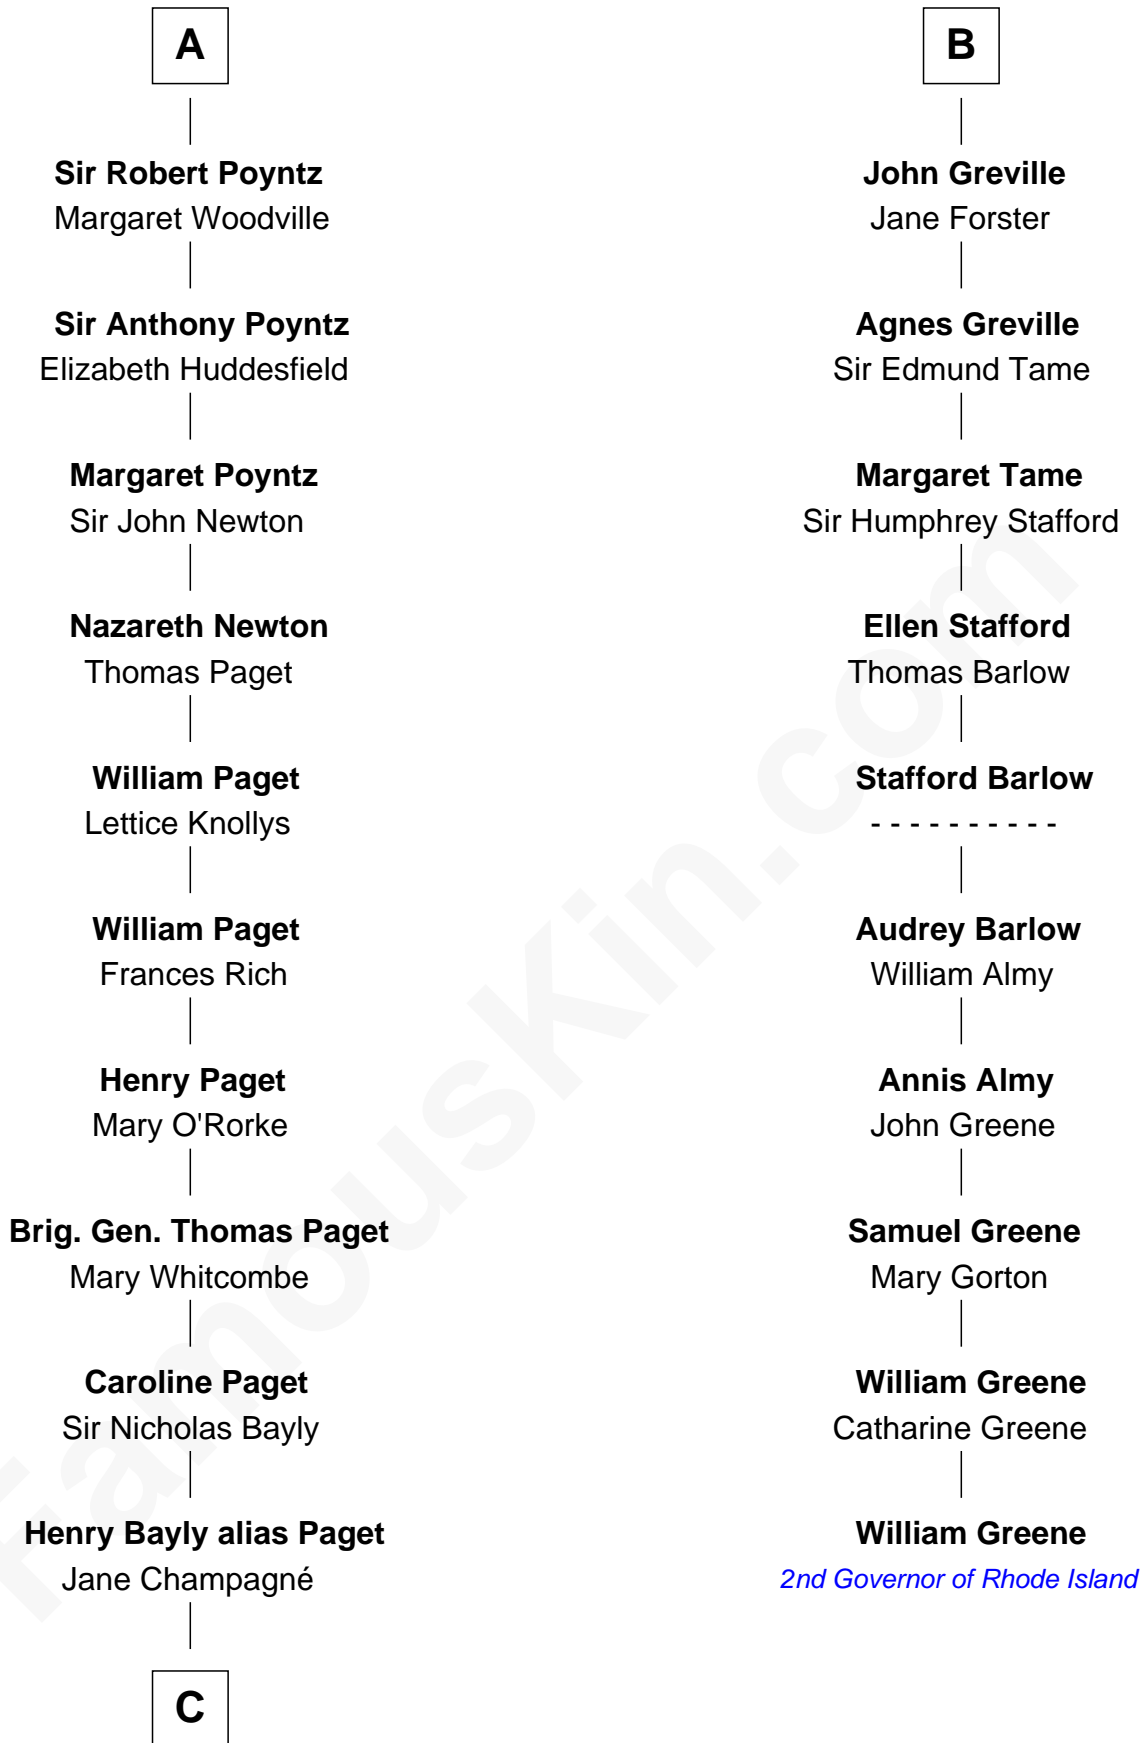 A
Sir Robert Poyntz
Margaret Woodville
Sir Anthony Poyntz
Elizabeth Huddesfield
Margaret Poyntz
Sir John Newton
Nazareth Newton
Thomas Paget
William Paget
Lettice Knollys
William Paget
Frances Rich
Henry Paget
Mary O'Rorke
Brig. Gen. Thomas Paget
Mary Whitcombe
Caroline Paget
Sir Nicholas Bayly
Henry Bayly alias Paget
Jane Champagné
C
B
John Greville
Jane Forster
Agnes Greville
Sir Edmund Tame
Margaret Tame
Sir Humphrey Stafford
Ellen Stafford
Thomas Barlow
Stafford Barlow
- - - - - - - - - -
Audrey Barlow
William Almy
Annis Almy
John Greene
Samuel Greene
Mary Gorton
William Greene
Catharine Greene
William Greene
2nd Governor of Rhode Island
FamousKin.com